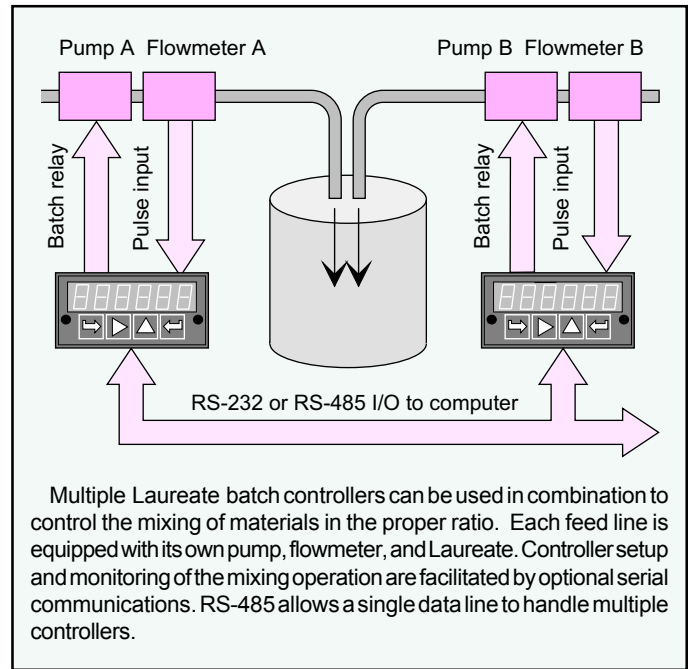 Pump A Flowmeter A
Pump B Flowmeter B
Batch relay
Pulse input
Batch relay
Pulse input
RS-232 or RS-485 I/O to computer
Multiple Laureate batch controllers can be used in combination to
control the mixing of materials in the proper ratio. Each feed line is
equipped with its own pump, flowmeter, and Laureate. Controller setup
and monitoring of the mixing operation are facilitated by optional serial
communications. RS-485 allows a single data line to handle multiple
controllers.